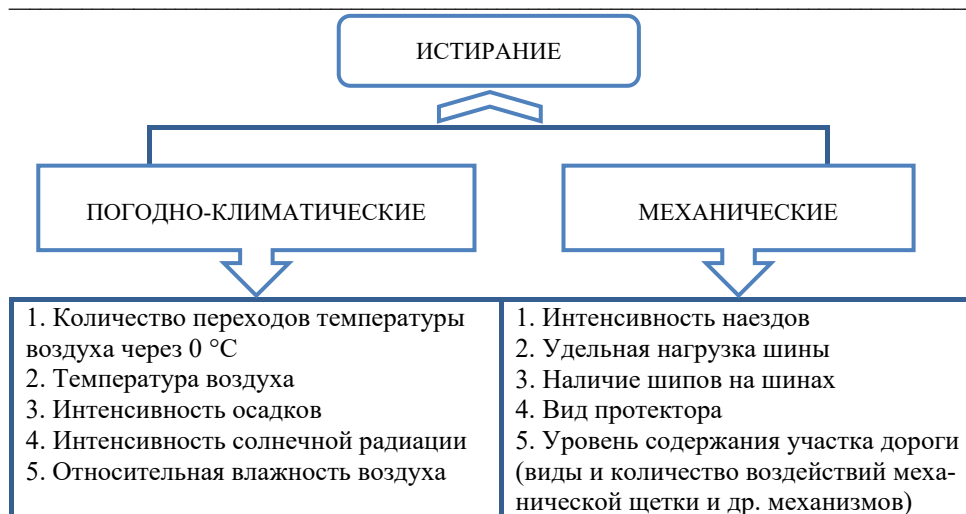 ИСТИРАНИЕ
ПОГОДНО-КЛИМАТИЧЕСКИЕ
МЕХАНИЧЕСКИЕ
1. Количество переходов температуры
воздуха через 0 °С
2. Температура воздуха
3. Интенсивность осадков
4. Интенсивность солнечной радиации
5. Относительная влажность воздуха
1. Интенсивность наездов
2. Удельная нагрузка шины
3. Наличие шипов на шинах
4. Вид протектора
5. Уровень содержания участка дороги
(виды и количество воздействий меха-
нической щетки и др. механизмов)